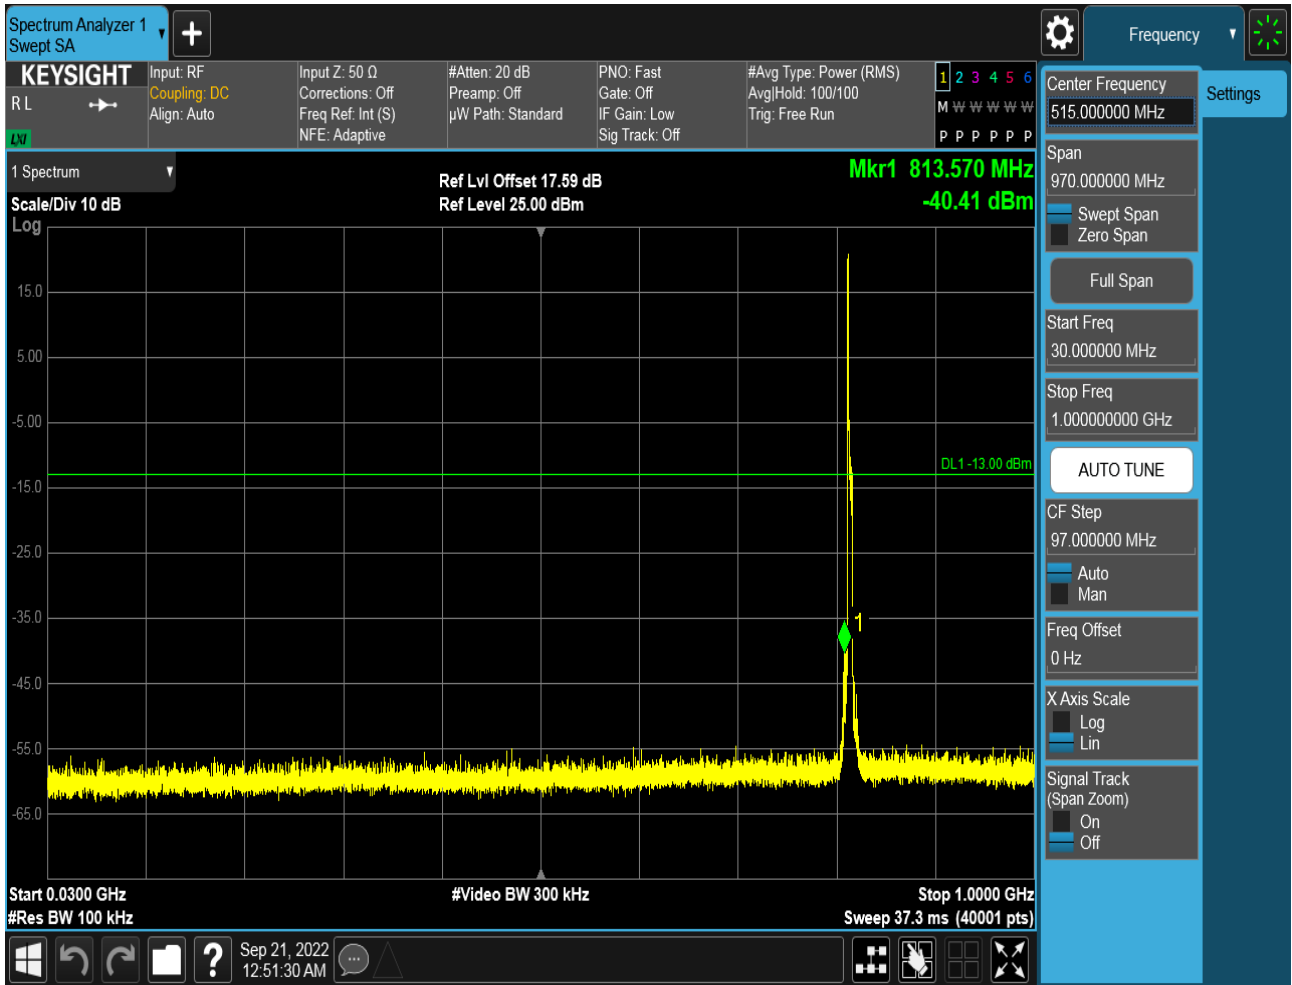 Spectrum Analyzer 1
Swept SA
Frequency
KEYSIGHT
R L
LXI
Input: RF
Coupling: DC
Align: Auto
Input Z: 50 Ω
Corrections: Off
Freq Ref: Int (S)
NFE: Adaptive
#Atten: 20 dB
Preamp: Off
µW Path: Standard
PNO: Fast
Gate: Off
IF Gain: Low
Sig Track: Off
#Avg Type: Power (RMS)
Avg|Hold: 100/100
Trig: Free Run
1 2 3 4 5 6
M W W W W W
P P P P P P
1 Spectrum
Scale/Div 10 dB
Log
Ref Lvl Offset 17.59 dB
Ref Level 25.00 dBm
Mkr1 813.570 MHz
-40.41 dBm
15.0
5.00
-5.00
DL1 -13.00 dBm
-15.0
-25.0
-35.0
1
-45.0
-55.0
-65.0
Start 0.0300 GHz
#Video BW 300 kHz
Stop 1.0000 GHz
#Res BW 100 kHz
Sweep 37.3 ms (40001 pts)
Center Frequency
515.000000 MHz
Settings
Span
970.000000 MHz
Swept Span
Zero Span
Full Span
Start Freq
30.000000 MHz
Stop Freq
1.000000000 GHz
AUTO TUNE
CF Step
97.000000 MHz
Auto
Man
Freq Offset
0 Hz
X Axis Scale
Log
Lin
Signal Track
(Span Zoom)
On
Off
?
Sep 21, 2022
12:51:30 AM